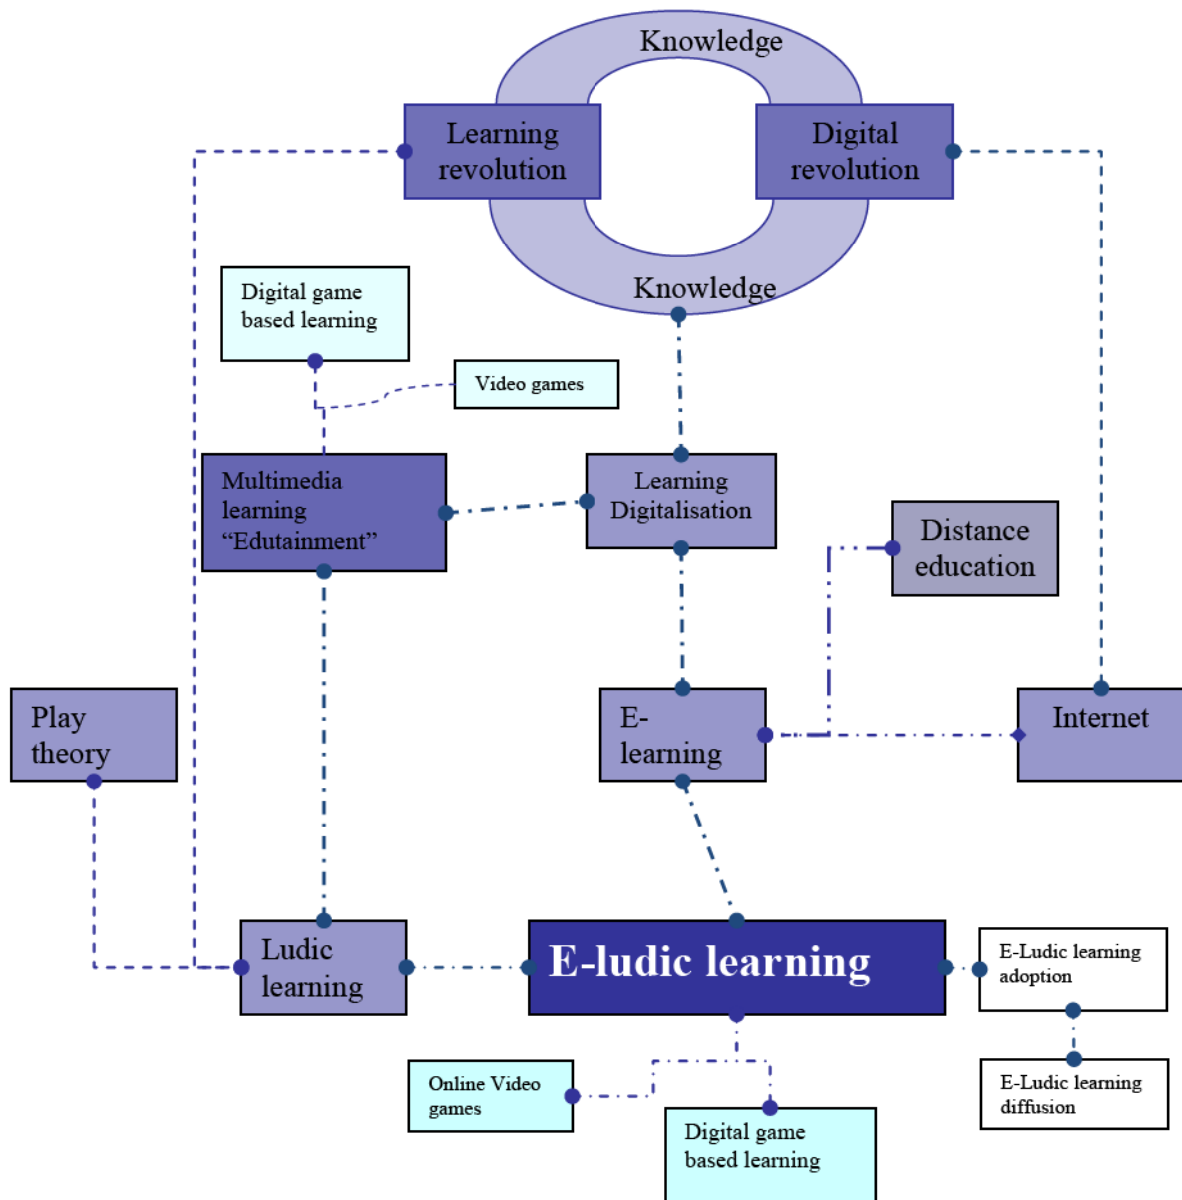 Knowledge
Learning
revolution
Digital
revolution
Knowledge
Digital game
based learning
Video games
Multimedia
learning
“Edutainment”
Learning
Digitalisation
Distance
education
Play
theory
E-
learning
Internet
Ludic
learning
E-ludic learning
E-Ludic learning
adoption
Online Video
games
E-Ludic learning
diffusion
Digital game
based learning